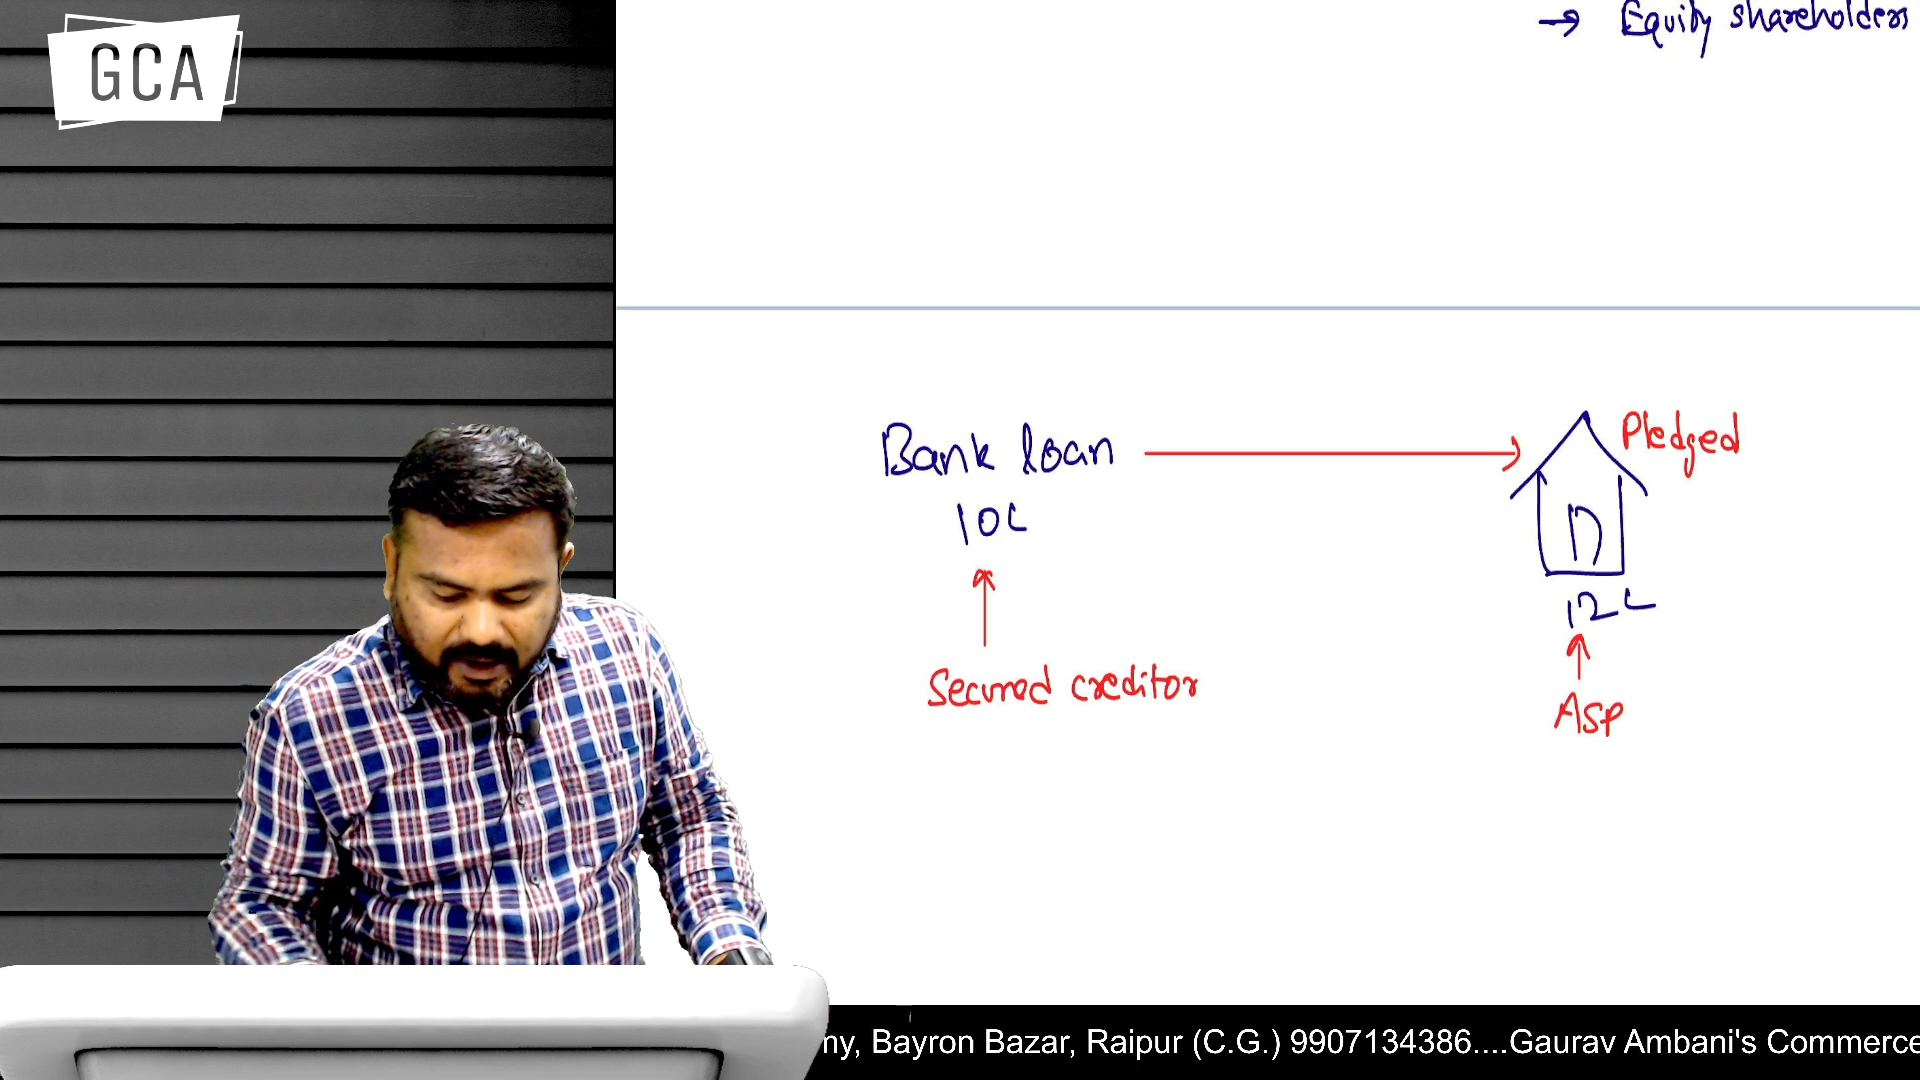 GCA
→ Equity shareholders
Bank loan → Pledged
10L
12L
Secured creditor
ASP
ny, Bayron Bazar, Raipur (C.G.) 9907134386....Gaurav Ambani's Commerce